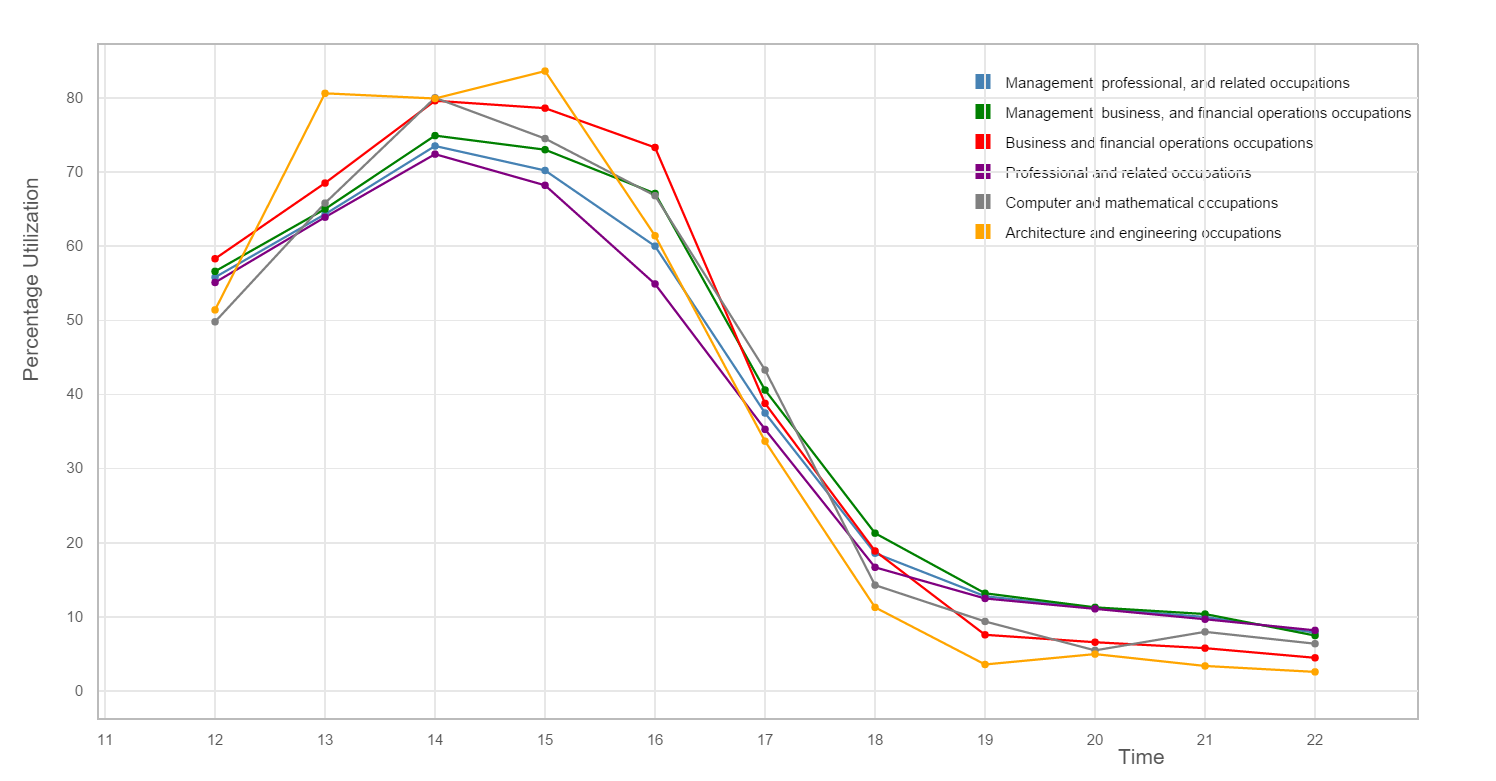 Percentage Utilization
80
70
60
50
40
30
20
10
0
Management, professional, and related occupations
Management, business, and financial operations occupations
Business and financial operations occupations
Professional and related occupations
Computer and mathematical occupations
Architecture and engineering occupations
11 12 13 14 15 16 17 18 19 20 21 22
Time